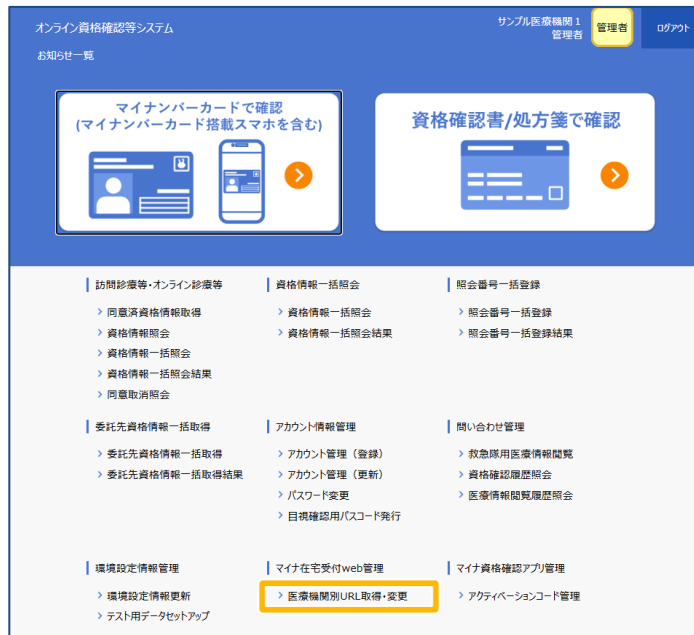 オンライン資格確認等システム
サンプル医療機関1
管理者
管理者
ログアウト
お知らせ一覧
マイナンバーカードで確認
(マイナンバーカード搭載スマホを含む)
資格確認書/処方箋で確認
訪問診療等・オンライン診療等
同意済資格情報取得
資格情報照会
資格情報一括照会
資格情報一括照会結果
同意取消照会
資格情報一括照会
資格情報一括照会
資格情報一括照会結果
照会番号一括登録
照会番号一括登録
照会番号一括登録結果
委託先資格情報一括取得
委託先資格情報一括取得
委託先資格情報一括取得結果
アカウント情報管理
アカウント管理（登録）
アカウント管理（更新）
パスワード変更
目視確認用パスコード発行
問い合わせ管理
救急隊用医療情報閲覧
資格確認履歴照会
医療情報閲覧履歴照会
環境設定情報管理
環境設定情報更新
テスト用データセットアップ
マイナ在宅受付web管理
医療機関別URL取得・変更
マイナ資格確認アプリ管理
アクティベーションコード管理